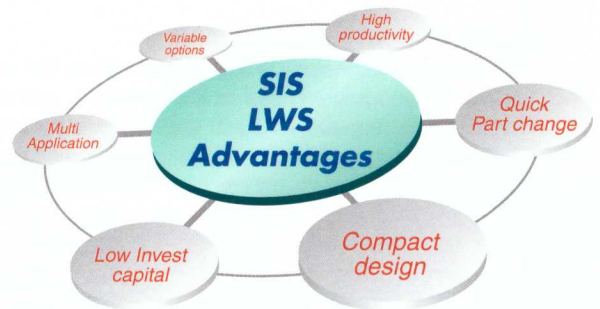 Variable
options
High
productivity
SIS
LWS
Advantages
Quick
Part change
Multi
Application
Low Invest
capital
Compact
design